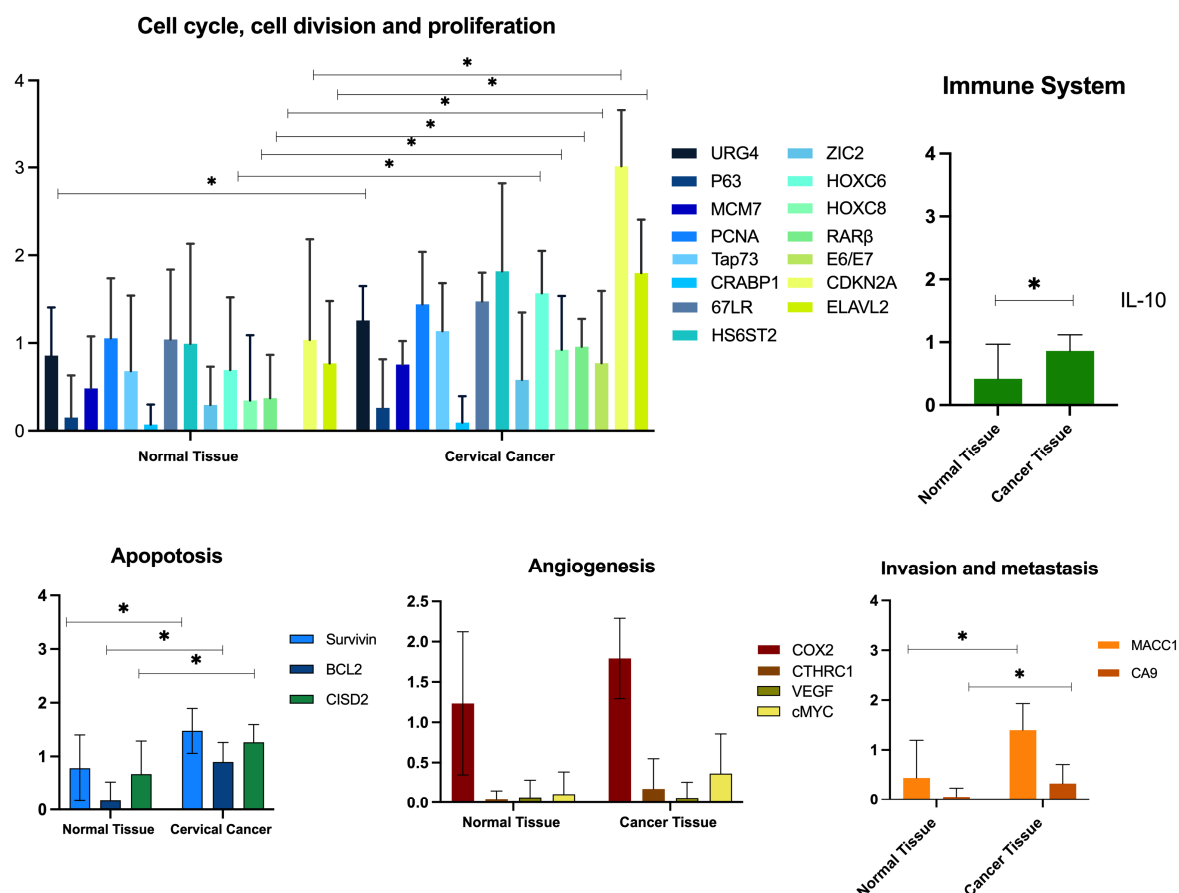 Cell cycle, cell division and proliferation
4
3
2
1
0
*
*
*
*
*
*
*
Normal Tissue
Cervical Cancer
URG4
P63
MCM7
PCNA
Tap73
CRABP1
67LR
HS6ST2
ZIC2
HOXC6
HOXC8
RARβ
E6/E7
CDKN2A
ELAVL2
Immune System
4
3
2
1
0
*
Normal Tissue
Cancer Tissue
IL-10
Apopotosis
4
3
2
1
0
*
*
*
Normal Tissue
Cervical Cancer
Survivin
BCL2
CISD2
Angiogenesis
2.5
2.0
1.5
1.0
0.5
0.0
Normal Tissue
Cancer Tissue
COX2
CTHRC1
VEGF
cMYC
Invasion and metastasis
4
3
2
1
0
*
*
Normal Tissue
Cancer Tissue
MACC1
CA9